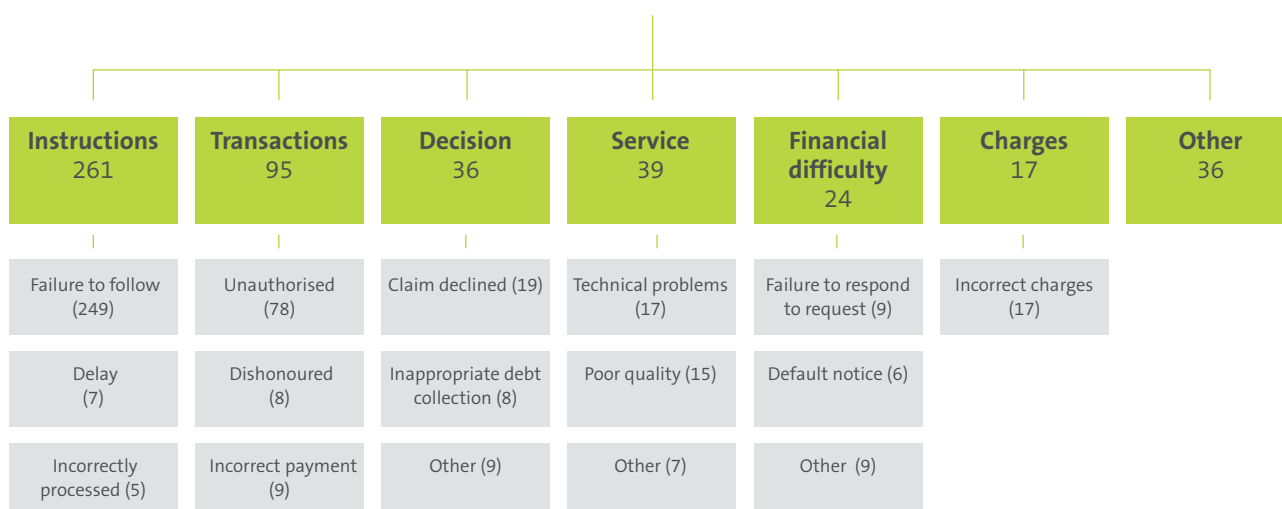 Instructions
261
Transactions
95
Decision
36
Service
39
Financial
difficulty
24
Charges
17
Other
36
Failure to follow
(249)
Unauthorised
(78)
Claim declined (19)
Technical problems
(17)
Failure to respond
to request (9)
Incorrect charges
(17)
Delay
(7)
Dishonoured
(8)
Inappropriate debt
collection (8)
Poor quality (15)
Default notice (6)
Incorrectly
processed (5)
Incorrect payment
(9)
Other (9)
Other (7)
Other (9)